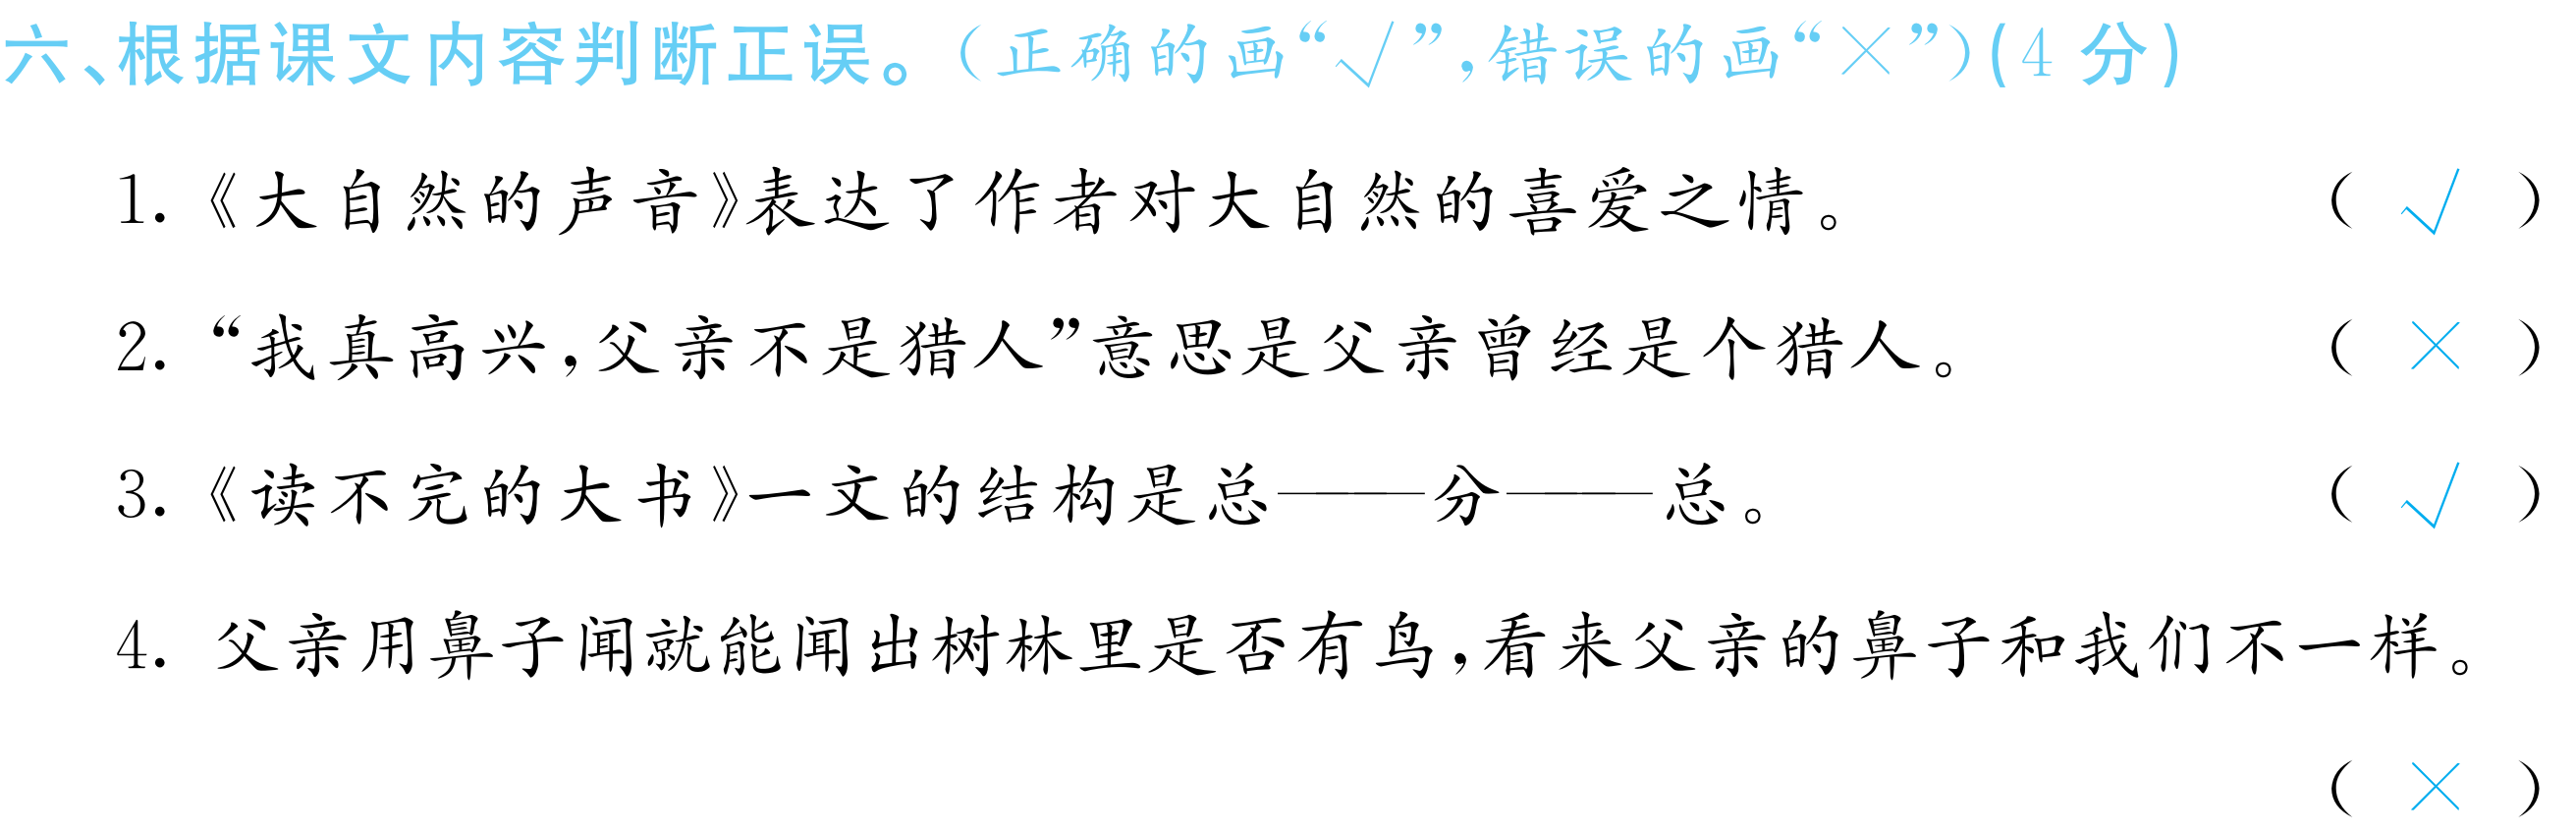 六、根据课文内容判断正误。(正确的画“√”,错误的画“×”)(4 分)
1.《大自然的声音》表达了作者对大自然的喜爱之情。 ( √ )
2.“我真高兴,父亲不是猎人”意思是父亲曾经是个猎人。 ( × )
3.《读不完的大书》一文的结构是总——分——总。 ( √ )
4. 父亲用鼻子闻就能闻出树林里是否有鸟,看来父亲的鼻子和我们不一样。
( × )